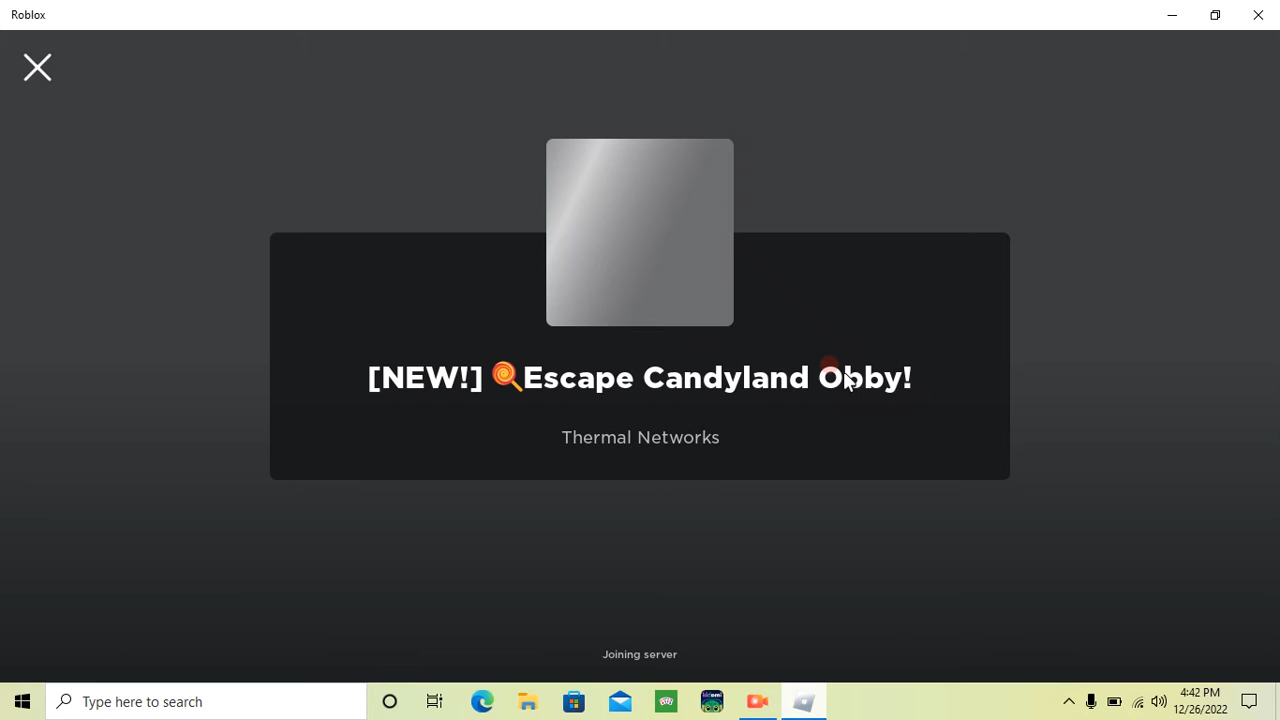 Roblox
[NEW!] 🍭Escape Candyland Obby!
Thermal Networks
Joining server
Type here to search
4:42 PM
12/26/2022